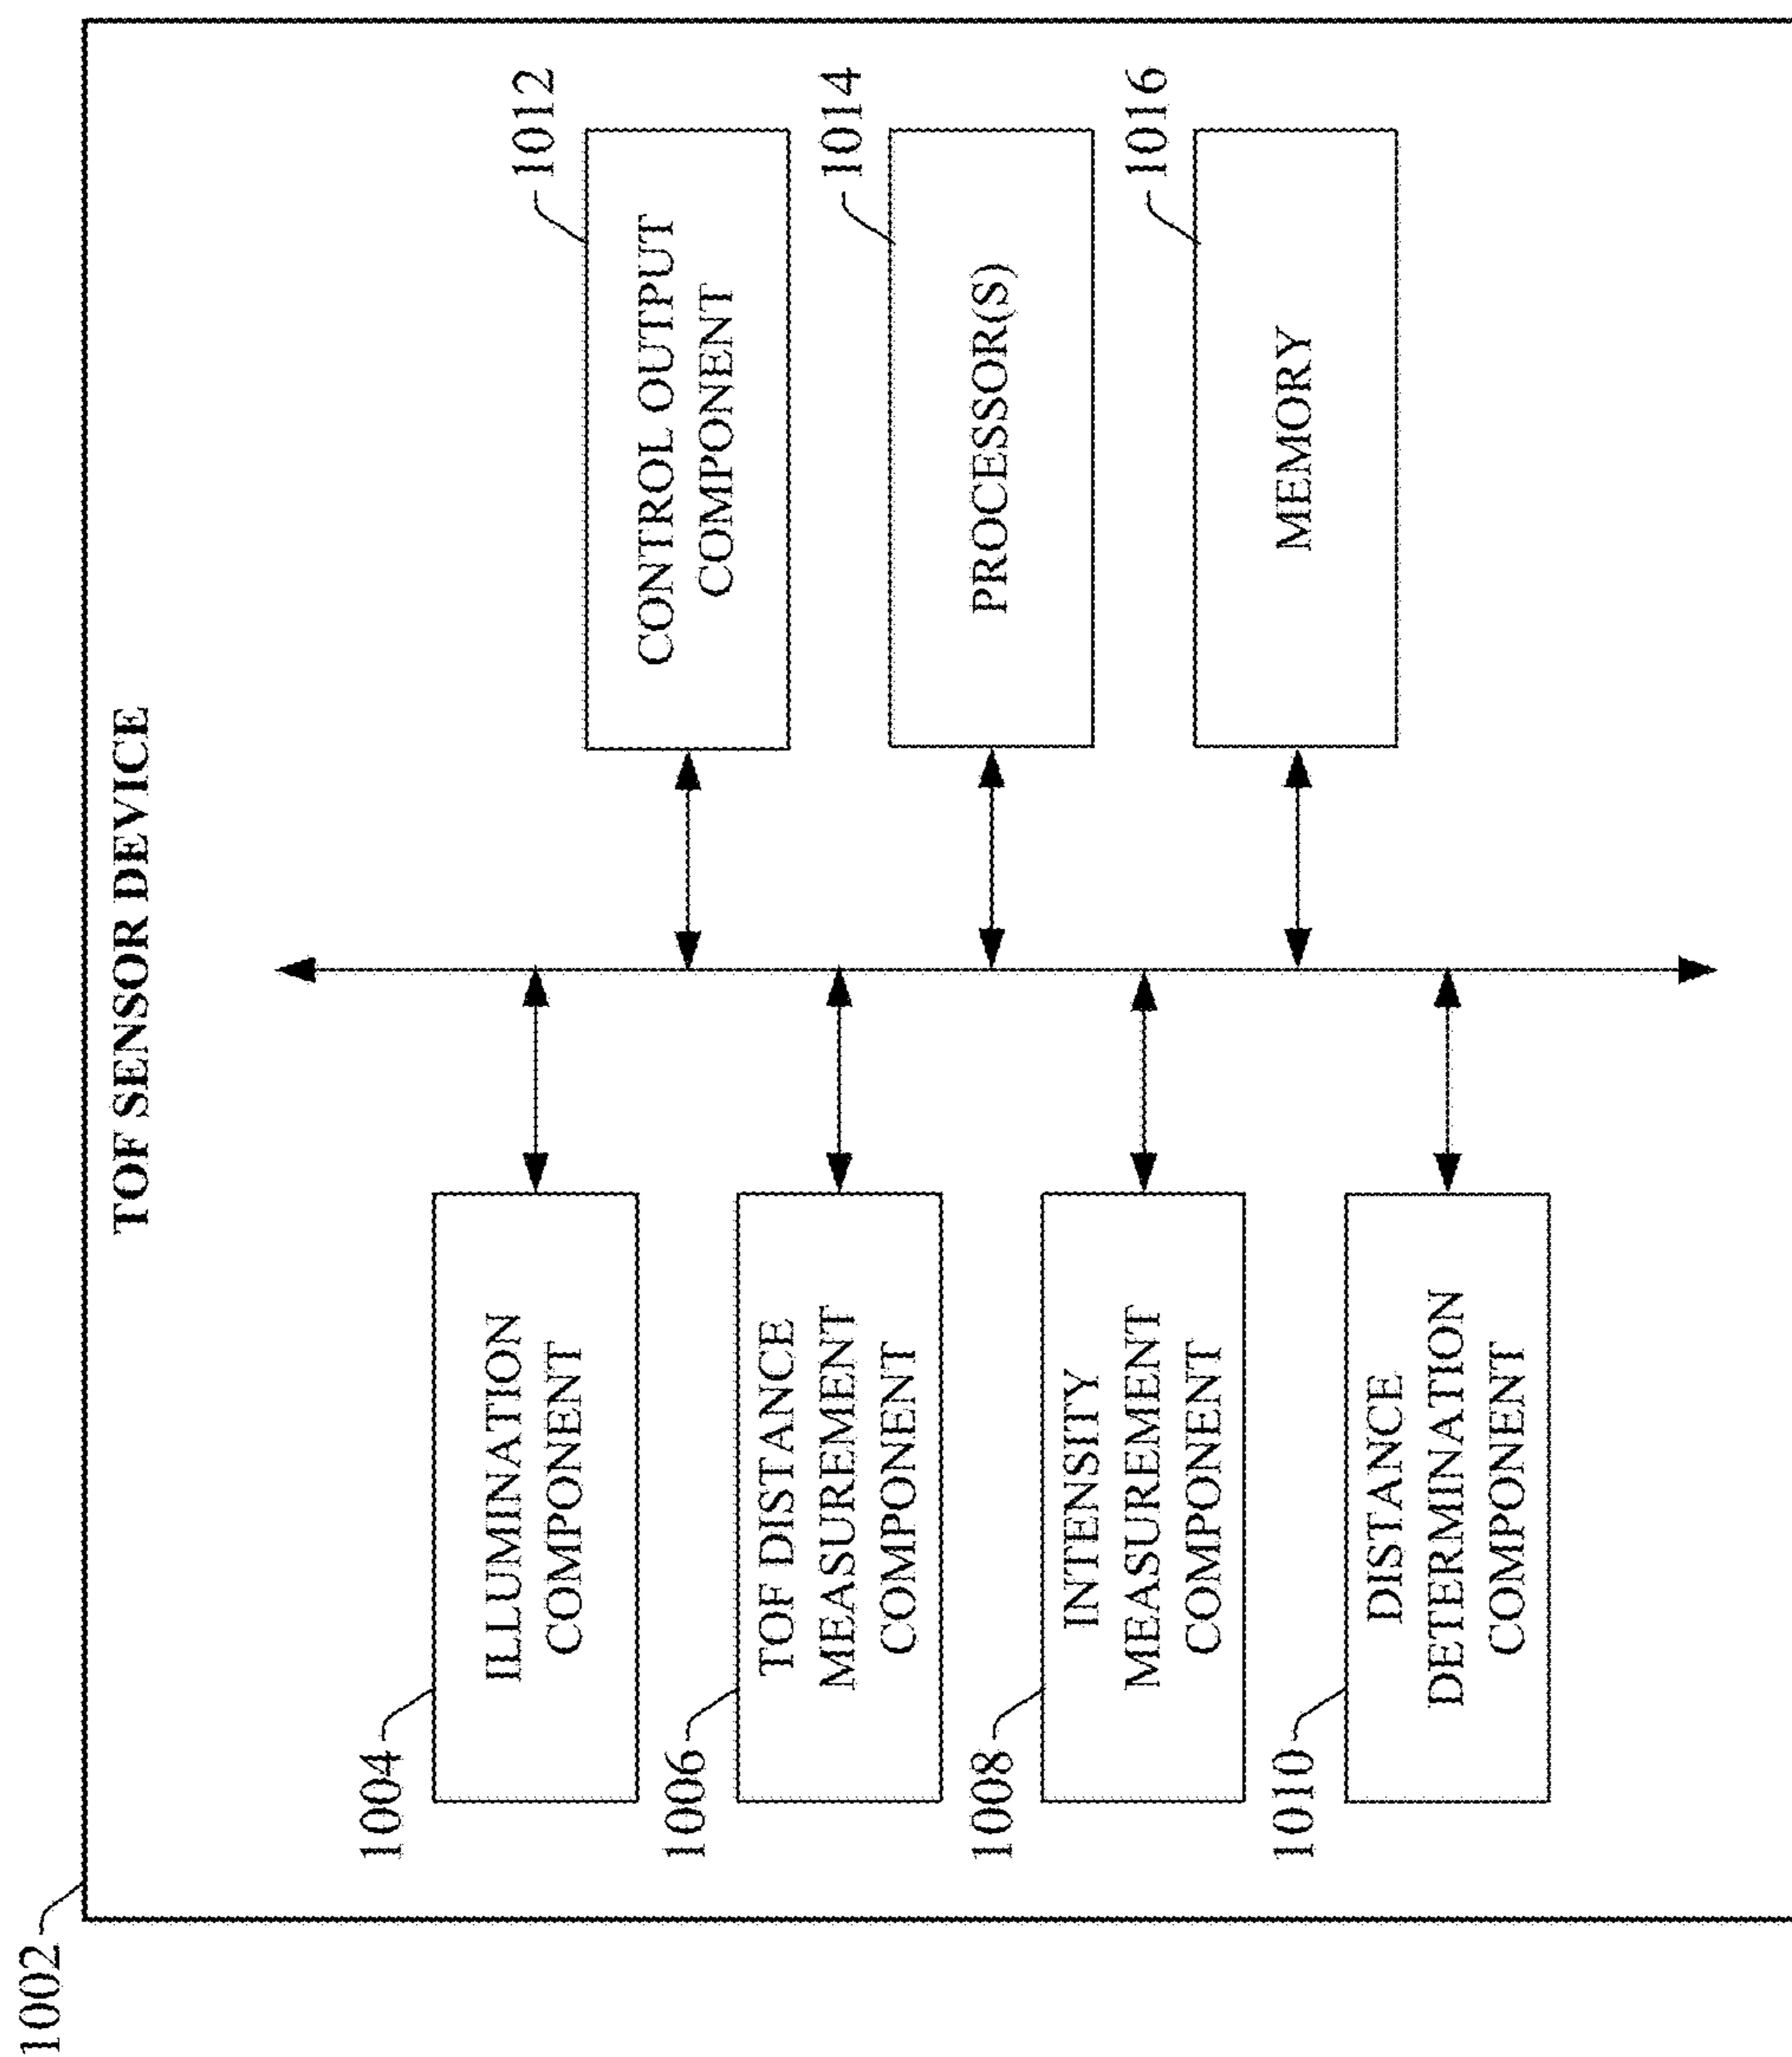 1002
TOF SENSOR DEVICE
1004
ILLUMINATION
COMPONENT
1006
TOF DISTANCE
MEASUREMENT
COMPONENT
1008
INTENSITY
MEASUREMENT
COMPONENT
1010
DISTANCE
DETERMINATION
COMPONENT
1012
CONTROL OUTPUT
COMPONENT
1014
PROCESSOR(S)
1016
MEMORY